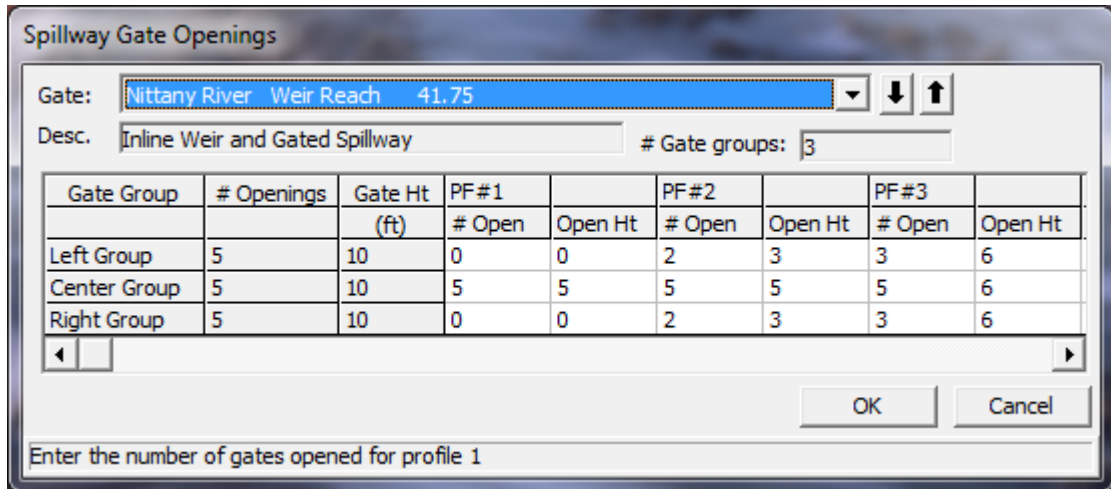 Spillway Gate Openings
Gate: Nittany River Weir Reach 41.75
Desc. Inline Weir and Gated Spillway # Gate groups: 3
Gate Group # Openings Gate Ht PF#1 PF#2 PF#3
(ft) # Open Open Ht # Open Open Ht # Open Open Ht
Left Group 5 10 0 0 2 3 3 6
Center Group 5 10 5 5 5 5 5 6
Right Group 5 10 0 0 2 3 3 6
OK Cancel
Enter the number of gates opened for profile 1